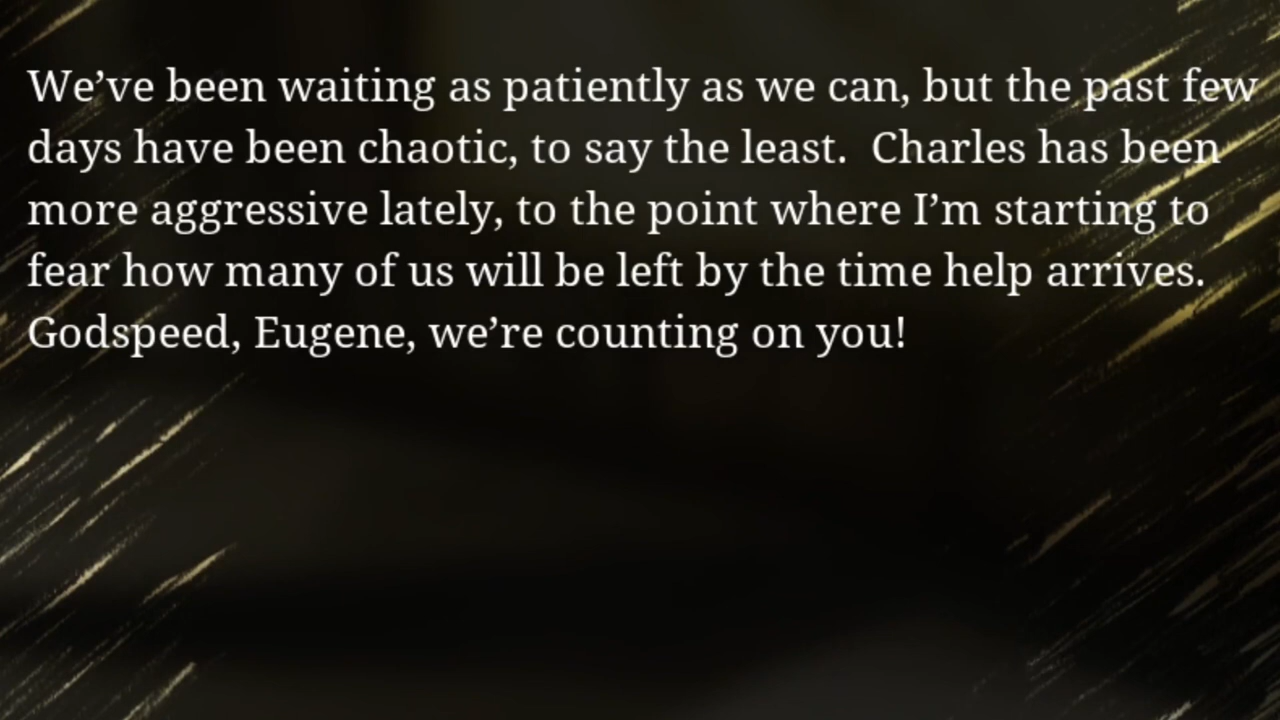 We’ve been waiting as patiently as we can, but the past few
days have been chaotic, to say the least.  Charles has been
more aggressive lately, to the point where I’m starting to
fear how many of us will be left by the time help arrives.
Godspeed, Eugene, we’re counting on you!